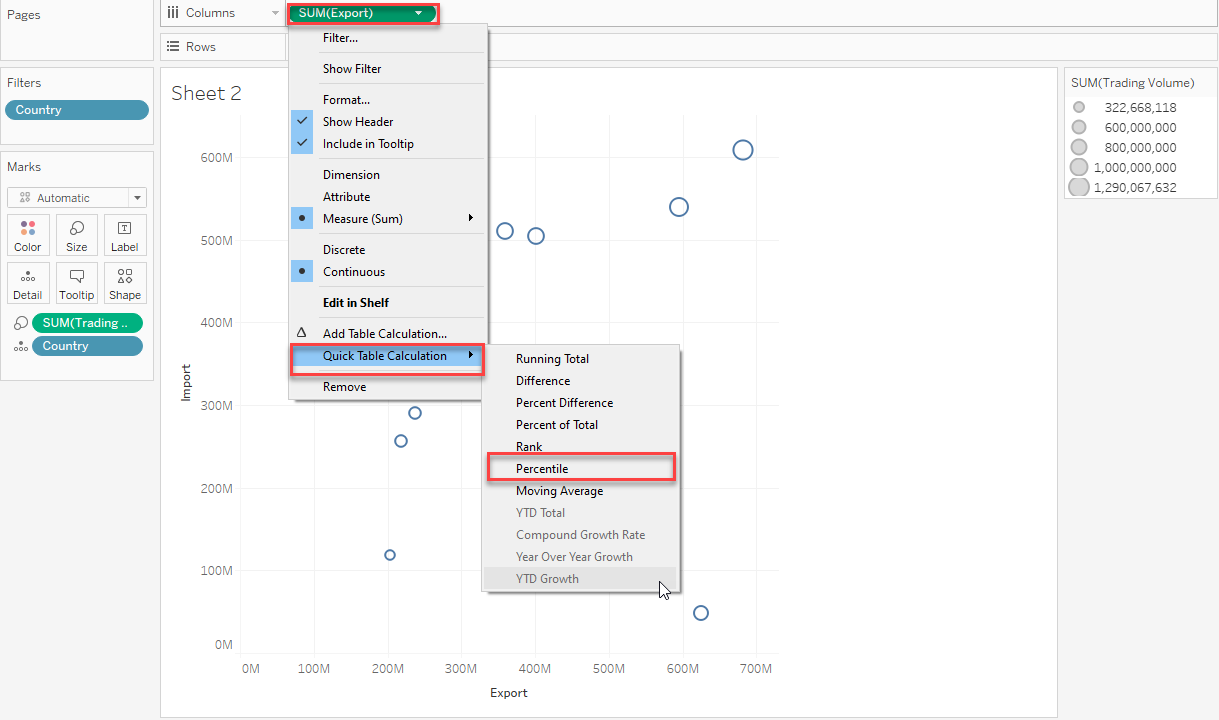 Pages
Columns
SUM(Export)
Rows
Filters
Country
Marks
Automatic
Color
Size
Label
Detail
Tooltip
Shape
SUM(Trading ..
Country
Sheet 2
Filter...
Show Filter
Format...
Show Header
Include in Tooltip
Dimension
Attribute
Measure (Sum)
Discrete
Continuous
Edit in Shelf
Add Table Calculation...
Quick Table Calculation
Remove
Running Total
Difference
Percent Difference
Percent of Total
Rank
Percentile
Moving Average
YTD Total
Compound Growth Rate
Year Over Year Growth
YTD Growth
Import
600M
500M
400M
300M
200M
100M
0M
0M 100M 200M 300M 400M 500M 600M 700M
Export
SUM(Trading Volume)
322,668,118
600,000,000
800,000,000
1,000,000,000
1,290,067,632